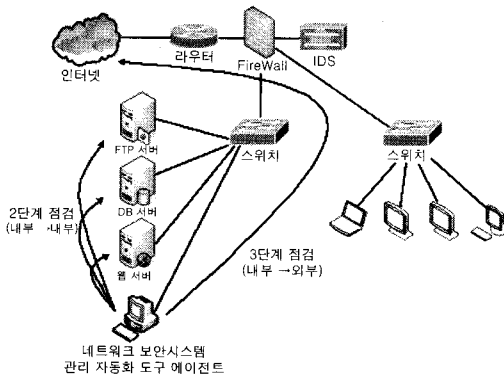 인터넷
라우터
FireWall
IDS
FTP 서버
스위치
스위치
DB 서버
2단계 점검
(내부 →내부)
웹 서버
3단계 점검
(내부 →외부)
네트워크 보안시스템
관리 자동화 도구 에이전트